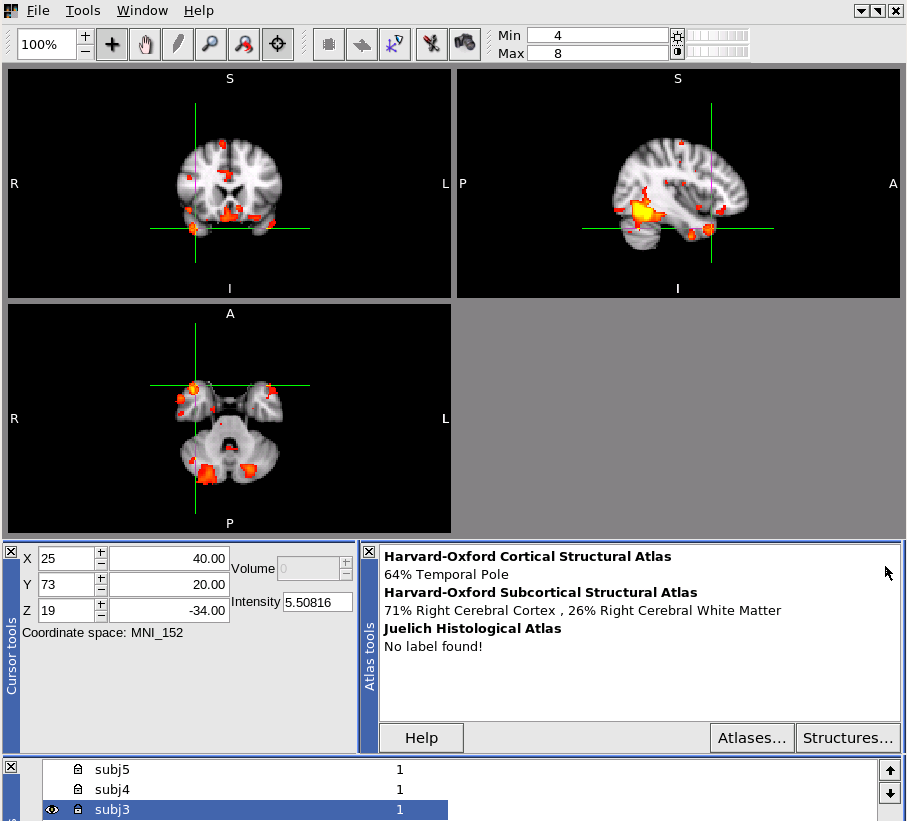 File Tools Window Help
100%
Min 4
Max 8
S
R
L
I
S
P
A
I
A
R
L
P
X 25 40.00
Y 73 20.00
Z 19 -34.00
Volume 0
Intensity 5.50816
Coordinate space: MNI_152
Cursor tools
Atlas tools
Harvard-Oxford Cortical Structural Atlas
64% Temporal Pole
Harvard-Oxford Subcortical Structural Atlas
71% Right Cerebral Cortex , 26% Right Cerebral White Matter
Juelich Histological Atlas
No label found!
Help
Atlases...
Structures...
subj5 1
subj4 1
subj3 1